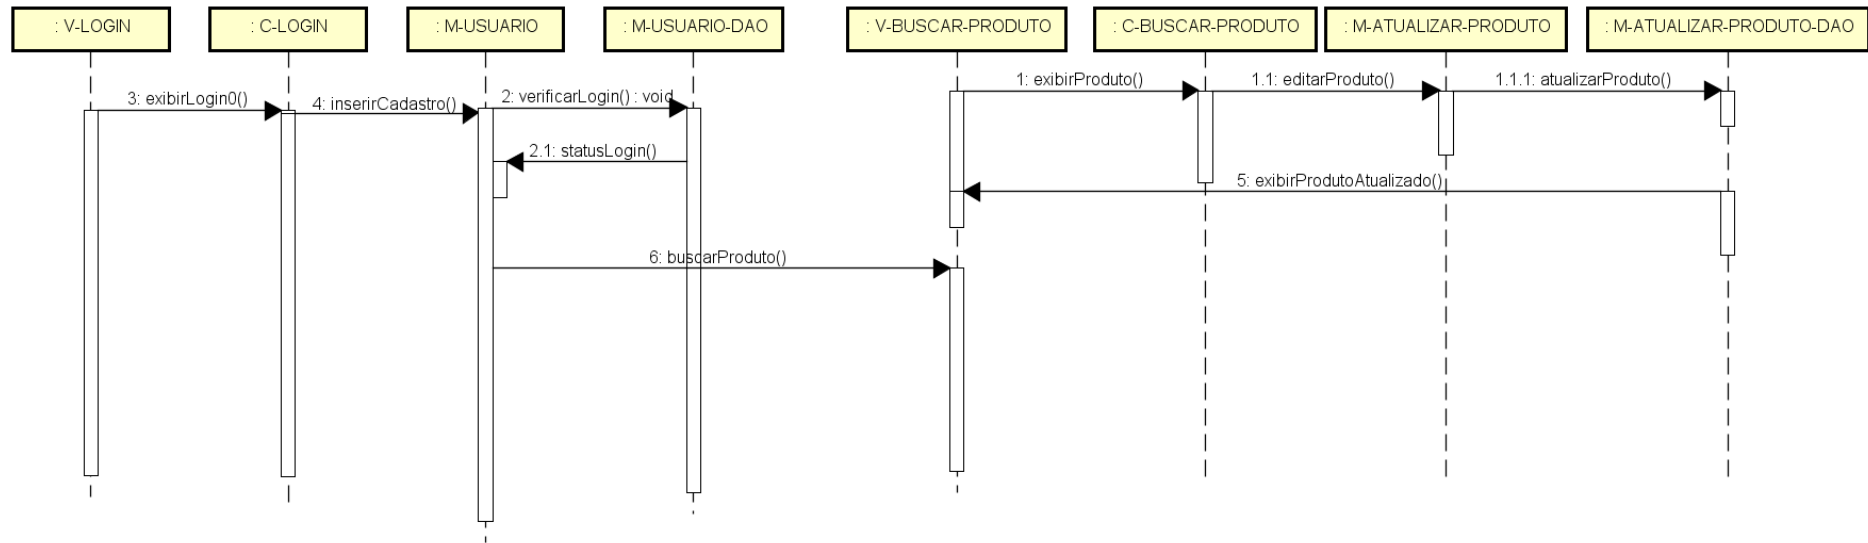 : V-LOGIN
: C-LOGIN
: M-USUARIO
: M-USUARIO-DAO
: V-BUSCAR-PRODUTO
: C-BUSCAR-PRODUTO
: M-ATUALIZAR-PRODUTO
: M-ATUALIZAR-PRODUTO-DAO
3: exibirLogin0()
4: inserirCadastro()
2: verificarLogin() : void
1: exibirProduto()
1.1: editarProduto()
1.1.1: atualizarProduto()
2.1: statusLogin()
5: exibirProdutoAtualizado()
6: buscarProduto()